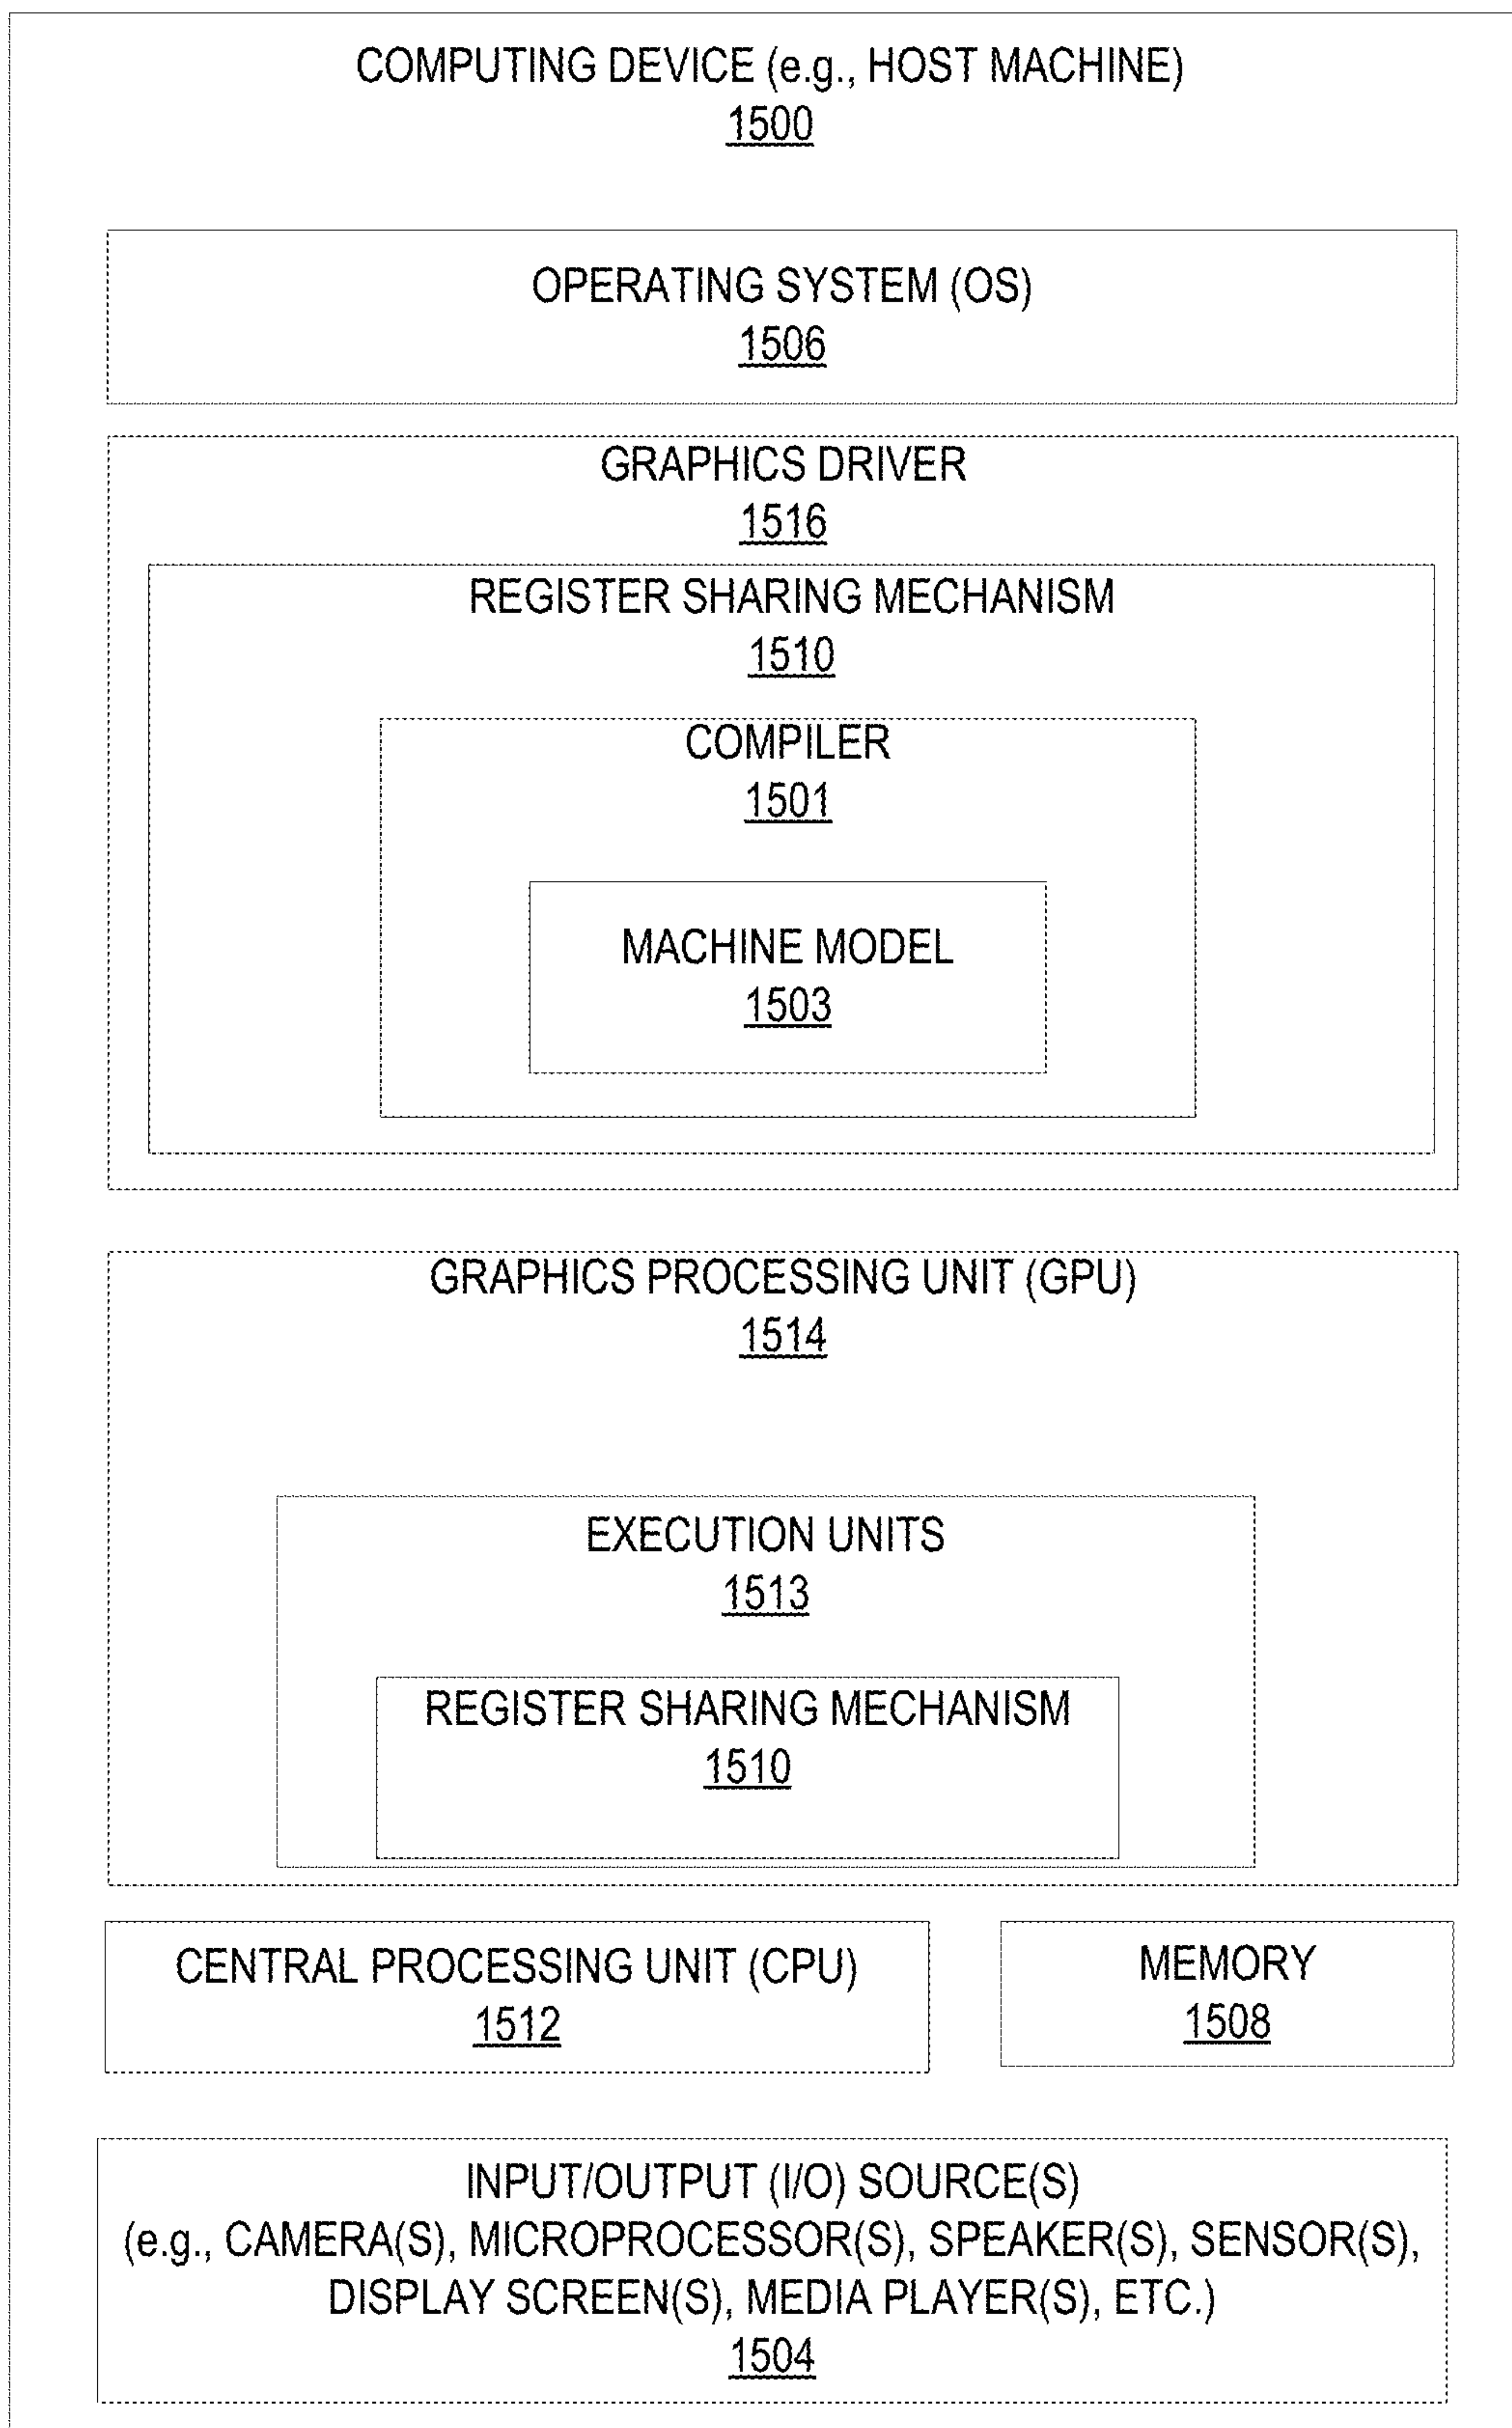 COMPUTING DEVICE (e.g., HOST MACHINE)
1500
OPERATING SYSTEM (OS)
1506
GRAPHICS DRIVER
1516
REGISTER SHARING MECHANISM
1510
COMPILER
1501
MACHINE MODEL
1503
GRAPHICS PROCESSING UNIT (GPU)
1514
EXECUTION UNITS
1513
REGISTER SHARING MECHANISM
1510
CENTRAL PROCESSING UNIT (CPU)
1512
MEMORY
1508
INPUT/OUTPUT (I/O) SOURCE(S)
(e.g., CAMERA(S), MICROPROCESSOR(S), SPEAKER(S), SENSOR(S),
DISPLAY SCREEN(S), MEDIA PLAYER(S), ETC.)
1504